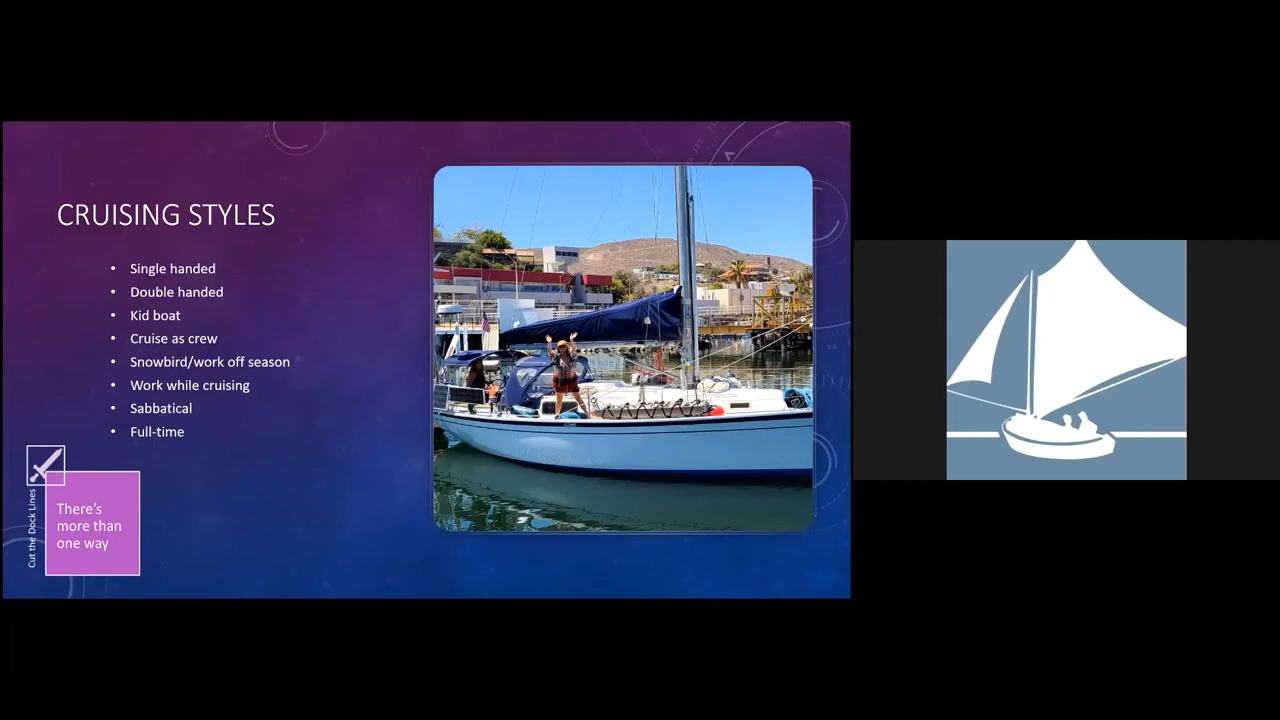 CRUISING STYLES
• Single handed
• Double handed
• Kid boat
• Cruise as crew
• Snowbird/work off season
• Work while cruising
• Sabbatical
• Full-time
Cut the Dock Lines
There's
more than
one way